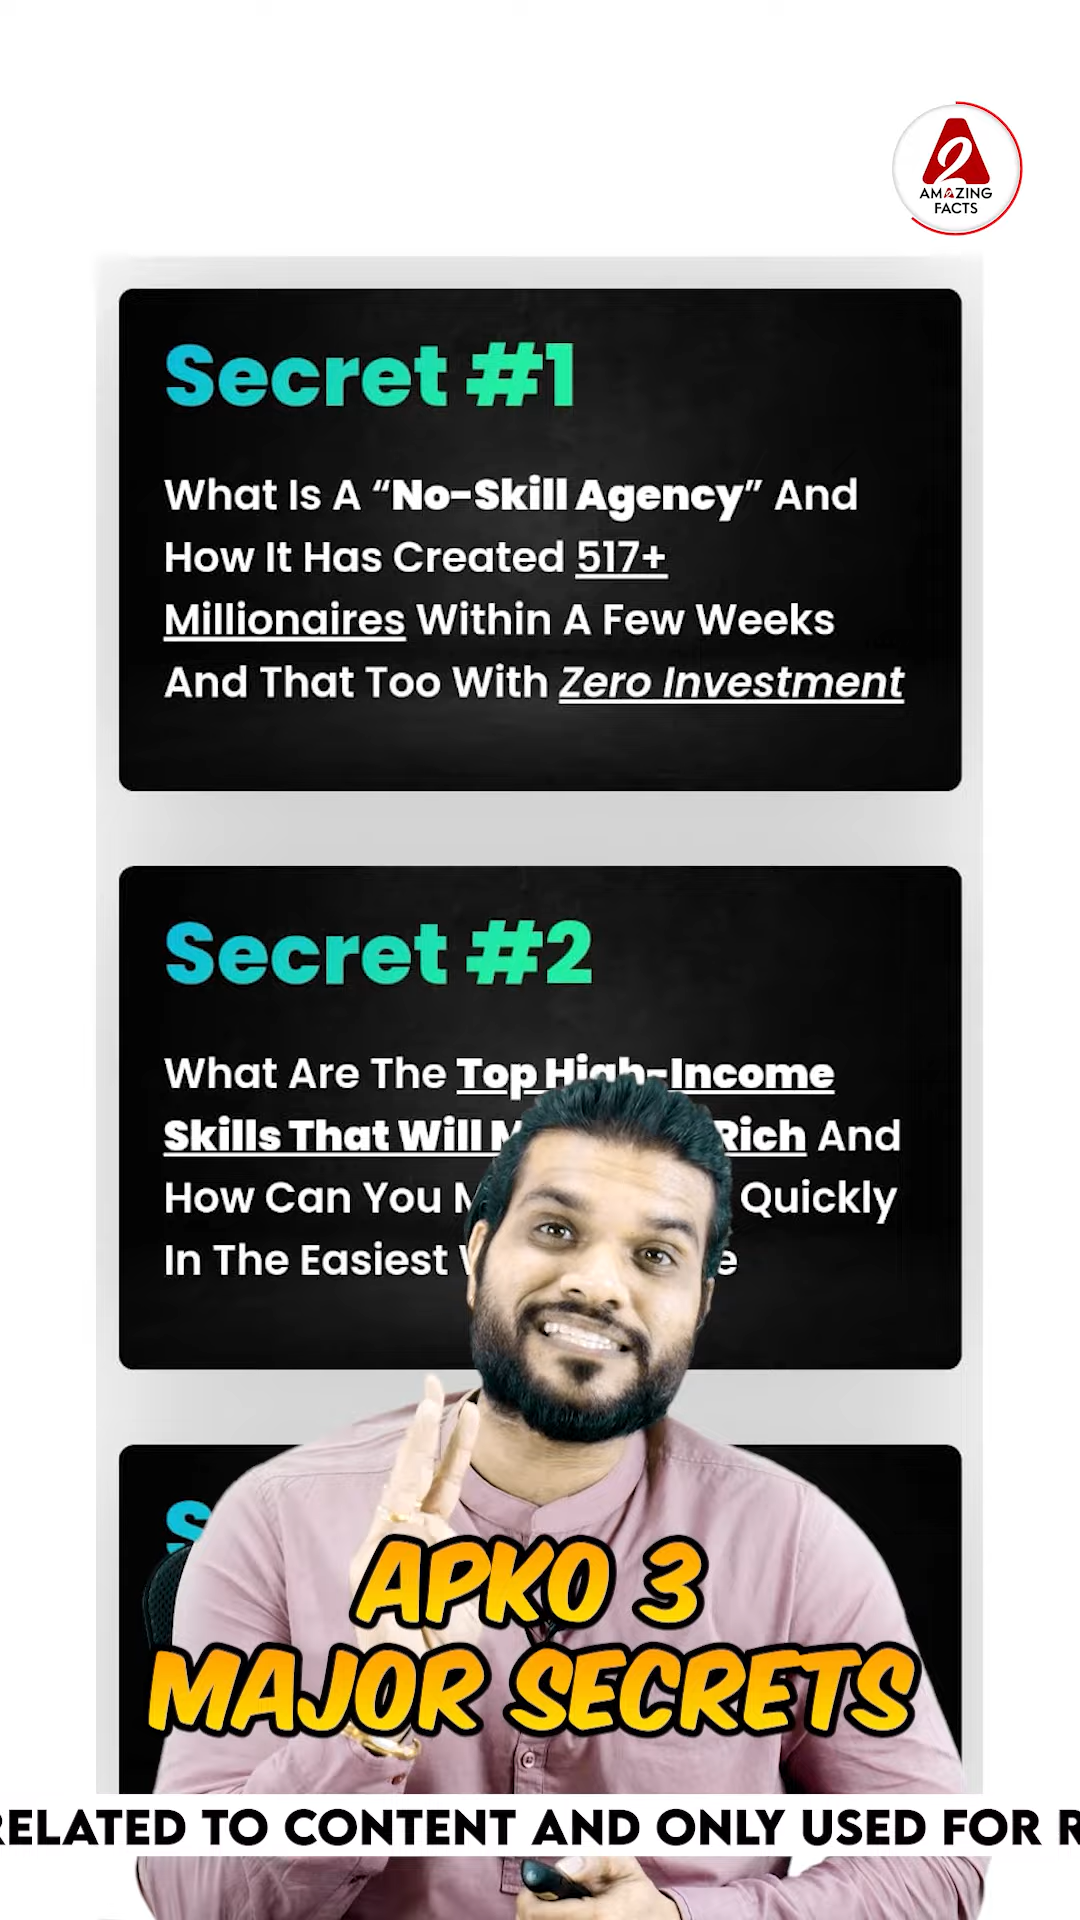 A2
AMAZING
FACTS
Secret #1
What Is A “No-Skill Agency” And
How It Has Created 517+
Millionaires Within A Few Weeks
And That Too With Zero Investment
Secret #2
What Are The Top High-Income
Skills That Will Rich And
How Can You Quickly
In The Easiest
APKO 3
MAJOR SECRETS
RELATED TO CONTENT AND ONLY USED FOR